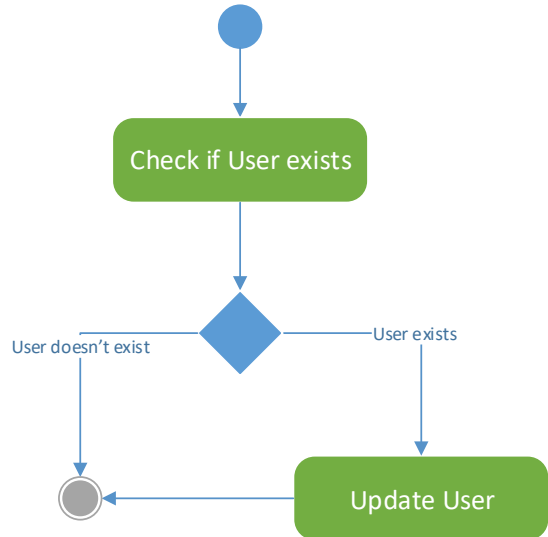 Check if User exists
User doesn’t exist
User exists
Update User